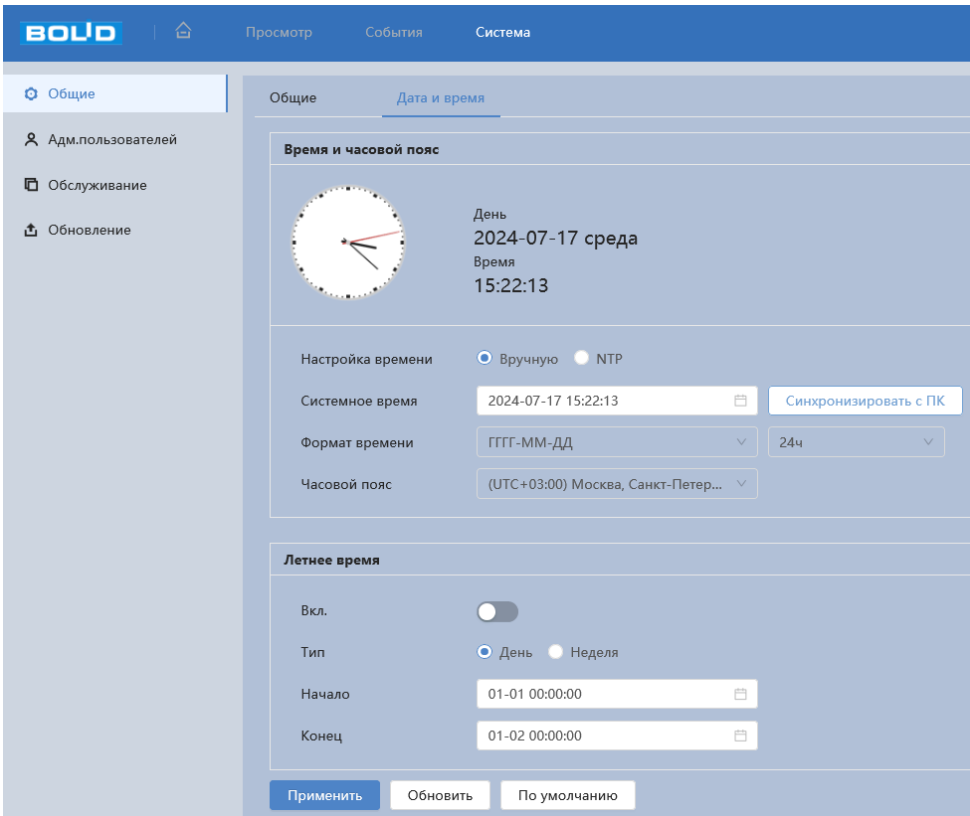 BOLID Просмотр События Система
Общие
Адм.пользователей
Обслуживание
Обновление
Общие Дата и время
Время и часовой пояс
День
2024-07-17 среда
Время
15:22:13
Настройка времени Вручную NTP
Системное время 2024-07-17 15:22:13 Синхронизировать с ПК
Формат времени ГГГГ-ММ-ДД 24ч
Часовой пояс (UTC+03:00) Москва, Санкт-Петер...
Летнее время
Вкл.
Тип День Неделя
Начало 01-01 00:00:00
Конец 01-02 00:00:00
Применить Обновить По умолчанию